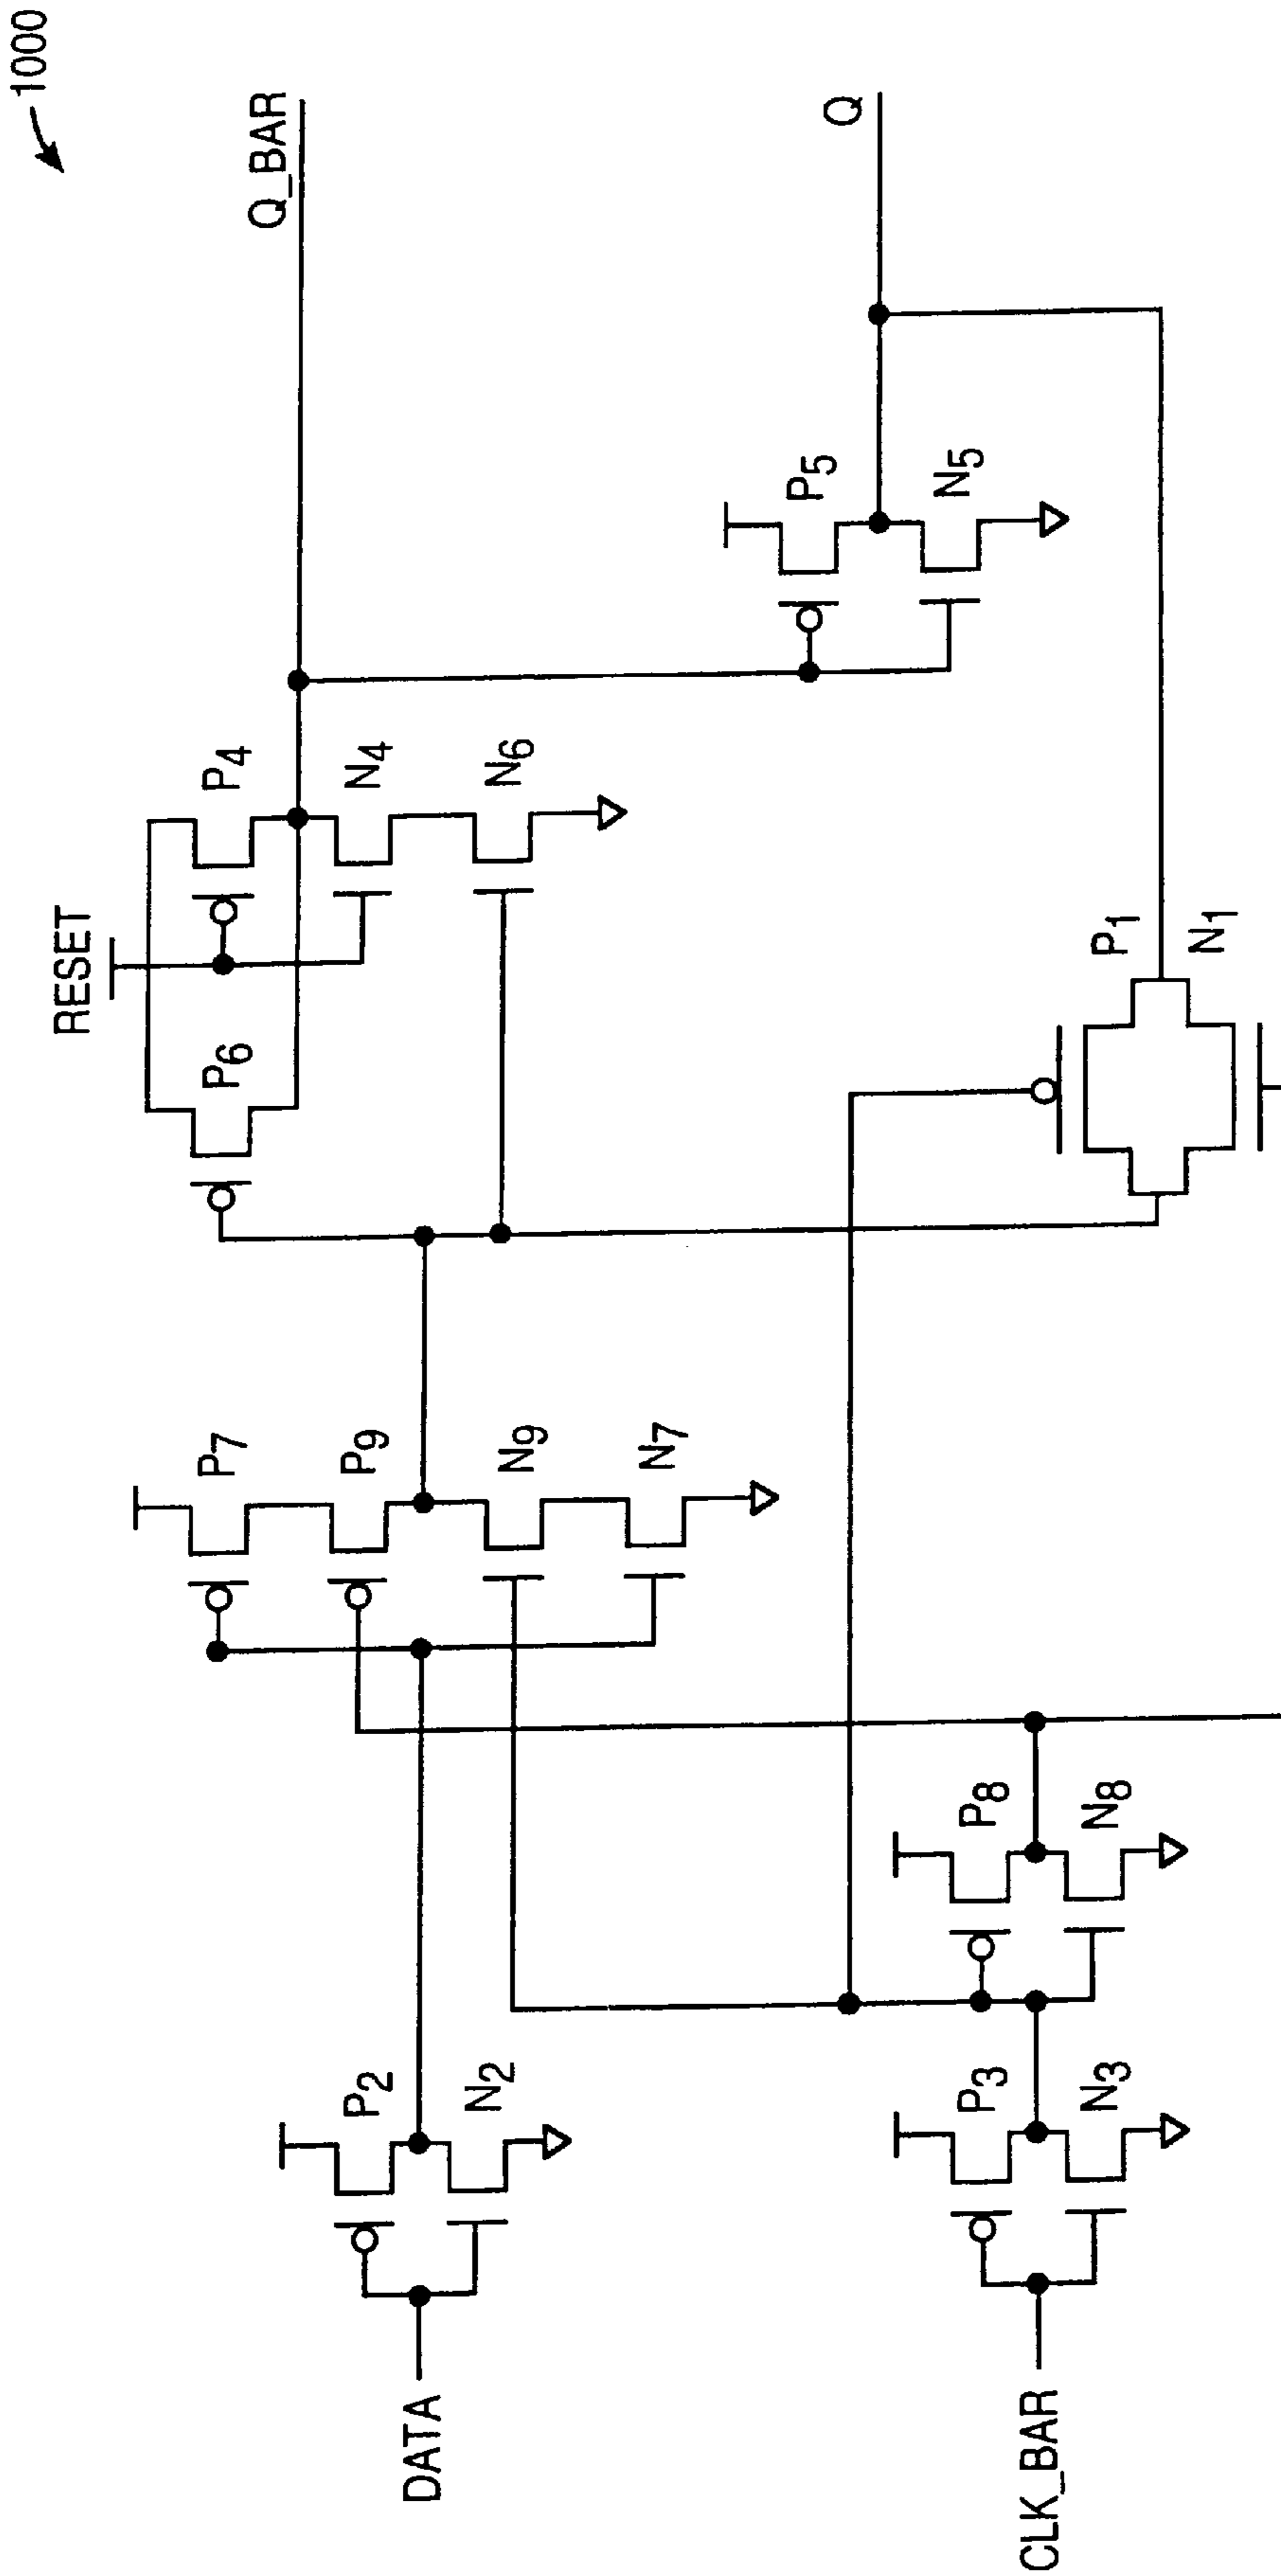 1000
Q_BAR
Q
RESET
P4
N4
N6
P5
N5
P6
P1
N1
P7
P9
N9
N7
P8
N8
P2
N2
P3
N3
DATA
CLK_BAR